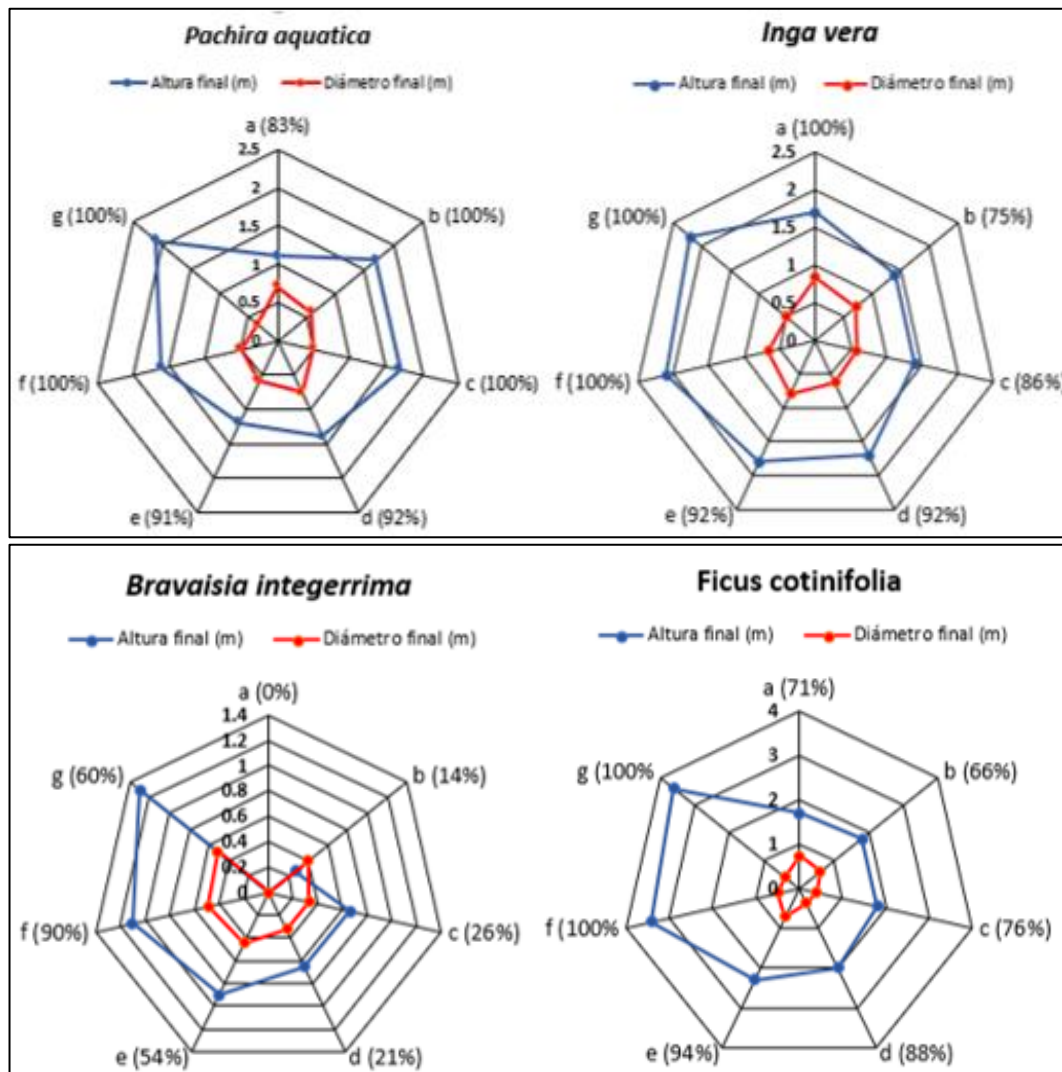 Pachira aquatica
Altura final (m) Diámetro final (m)
a (83%)
2.5
2
1.5
1
0.5
0
b (100%)
c (100%)
d (92%)
e (91%)
f (100%)
g (100%)
Inga vera
Altura final (m) Diámetro final (m)
a (100%)
2.5
2
1.5
1
0.5
0
b (75%)
c (86%)
d (92%)
e (92%)
f (100%)
g (100%)
Bravaisia integerrima
Altura final (m) Diámetro final (m)
a (0%)
1.4
1.2
1
0.8
0.6
0.4
0.2
0
b (14%)
c (26%)
d (21%)
e (54%)
f (90%)
g (60%)
Ficus cotinifolia
Altura final (m) Diámetro final (m)
a (71%)
4
3
2
1
0
b (66%)
c (76%)
d (88%)
e (94%)
f (100%
g (100%